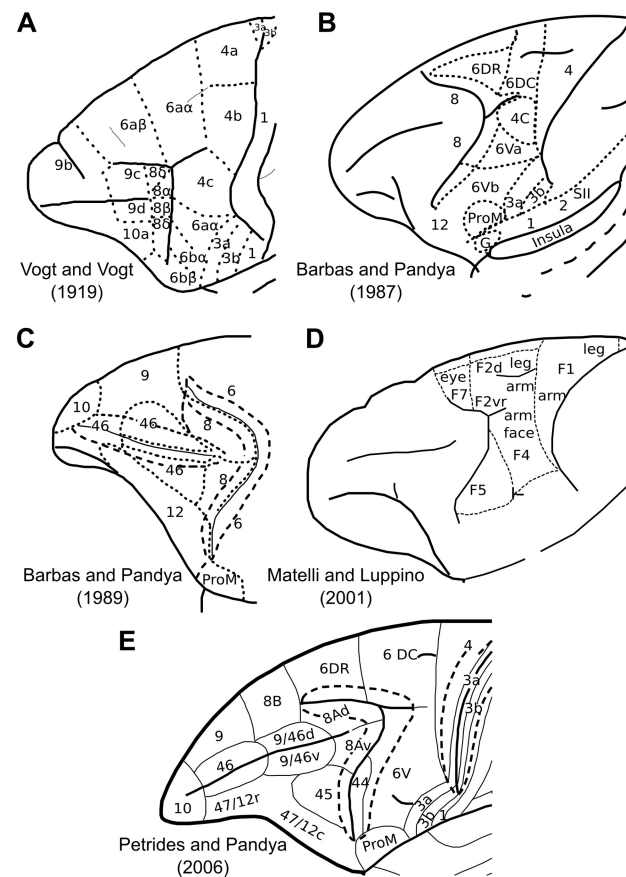 A
3a
3b
4a
6aα
4b
6aβ
1
9b
9c
8δ
8α
4c
9d
8β
8δ
10a
6aα
3a
6bα
3b
1
6bβ
Vogt and Vogt
(1919)
B
6DR
6DC
4
8
4C
8
6Va
6Vb
3a
3b
SII
ProM
2
12
1
G
Insula
Barbas and Pandya
(1987)
C
9
6
10
46
46
8
46
8
12
6
ProM
Barbas and Pandya
(1989)
D
leg
F2d
leg
F1
eye
arm
F7
arm
F2vr
arm
face
F4
F5
Matelli and Luppino
(2001)
E
4
6 DC
6DR
3a
8B
3b
8Ad
9
9/46d
8Av
9/46v
46
6V
44
45
10
47/12r
3a
1
3b
47/12c
ProM
Petrides and Pandya
(2006)